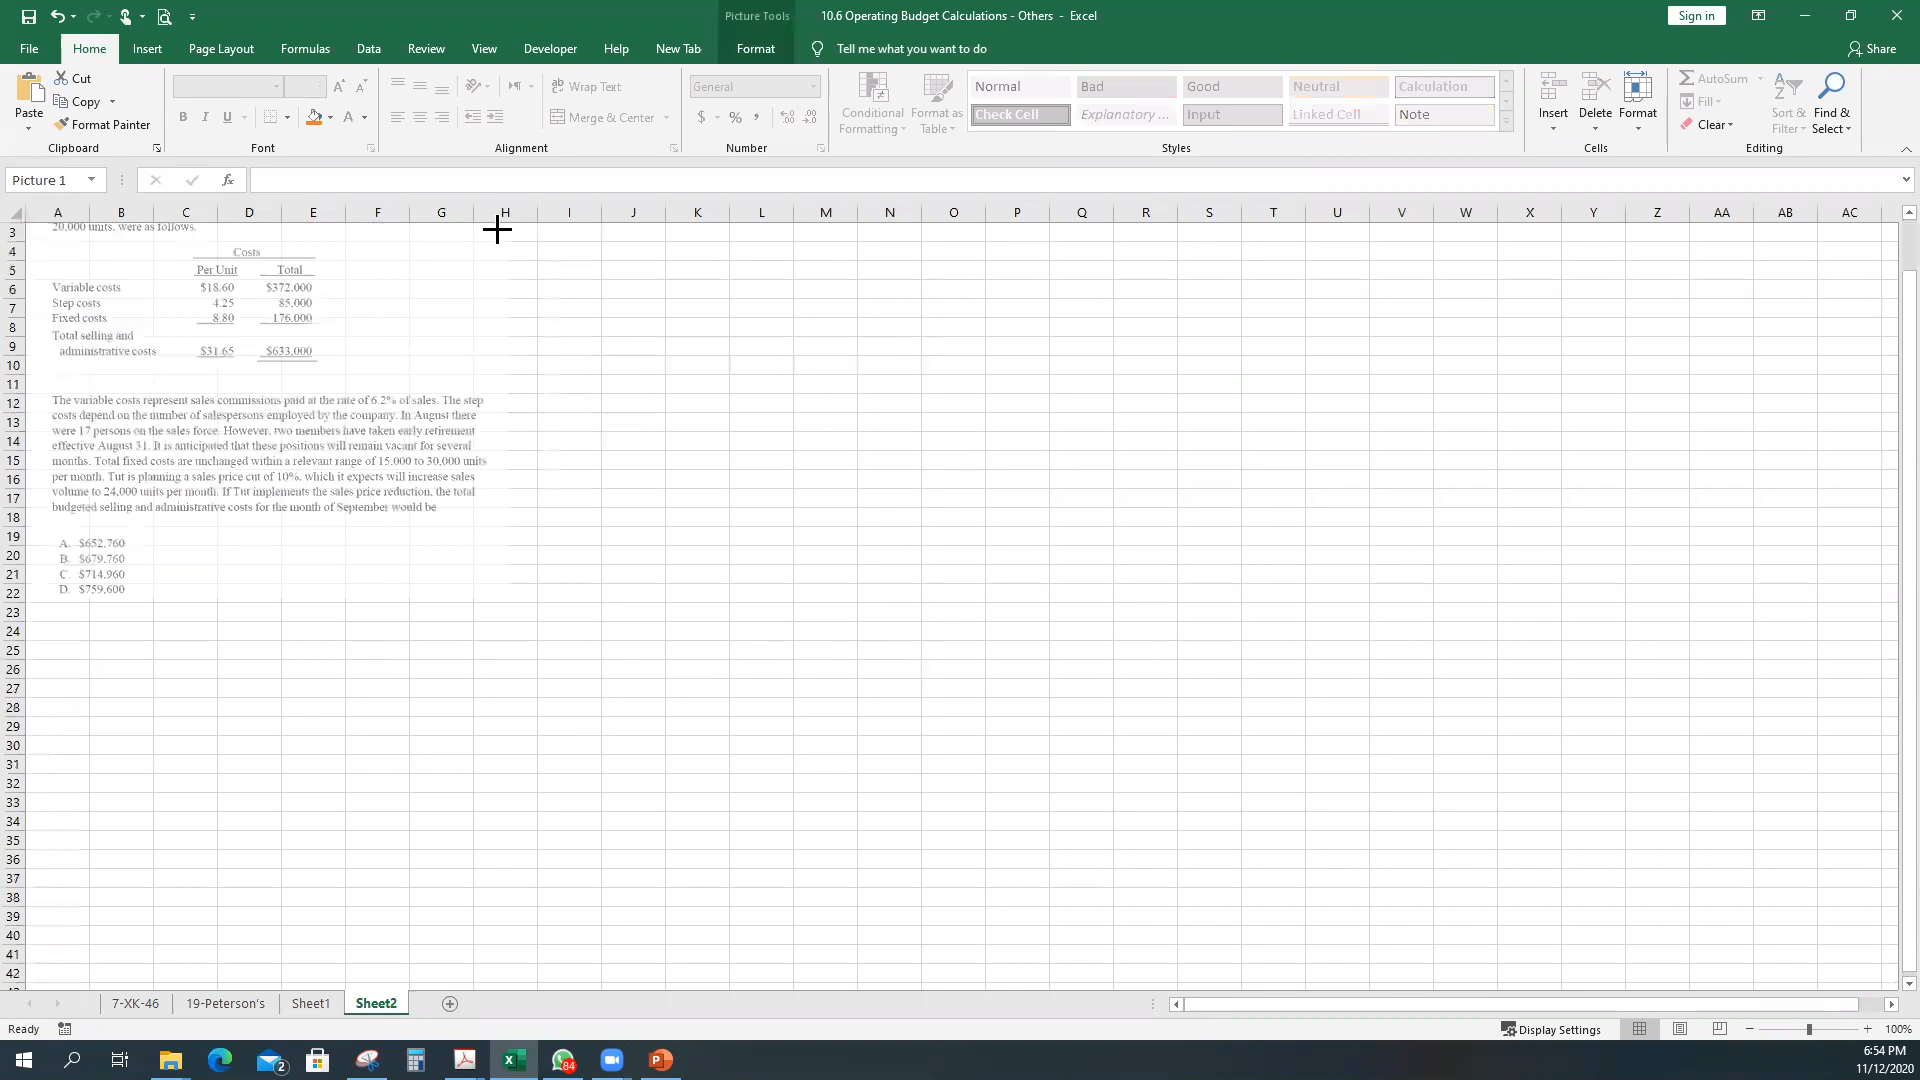 Picture Tools
10.6 Operating Budget Calculations - Others - Excel
Sign in
File Home Insert Page Layout Formulas Data Review View Developer Help New Tab Format Tell me what you want to do Share
Paste
Cut
Copy
Format Painter
Clipboard
B I U A
Font
Wrap Text
Merge & Center
Alignment
General
$ % ,
Number
Conditional Formatting
Format as Table
Normal Bad Good Neutral Calculation
Check Cell Explanatory ... Input Linked Cell Note
Styles
Insert Delete Format
Cells
AutoSum
Fill
Clear
Sort & Filter
Find & Select
Editing
Picture 1 fx
A B C D E F G H I J K L M N O P Q R S T U V W X Y Z AA AB AC
3
4
5
6
7
8
9
10
11
12
13
14
15
16
17
18
19
20
21
22
23
24
25
26
27
28
29
30
31
32
33
34
35
36
37
38
39
40
41
42
20,000 units, were as follows.
Costs
Per Unit Total
Variable costs $18.60 $372,000
Step costs 4.25 85,000
Fixed costs 8.80 176,000
Total selling and
administrative costs $31.65 $633,000
The variable costs represent sales commissions paid at the rate of 6.2% of sales. The step
costs depend on the number of salespersons employed by the company. In August there
were 17 persons on the sales force. However, two members have taken early retirement
effective August 31. It is anticipated that these positions will remain vacant for several
months. Total fixed costs are unchanged within a relevant range of 15,000 to 30,000 units
per month. Tut is planning a sales price cut of 10%, which it expects will increase sales
volume to 24,000 units per month. If Tut implements the sales price reduction, the total
budgeted selling and administrative costs for the month of September would be
A. $652,760
B. $679,760
C. $714,960
D. $759,600
7-XK-46 19-Peterson's Sheet1 Sheet2
Ready Display Settings 100%
2
84
6:54 PM
11/12/2020